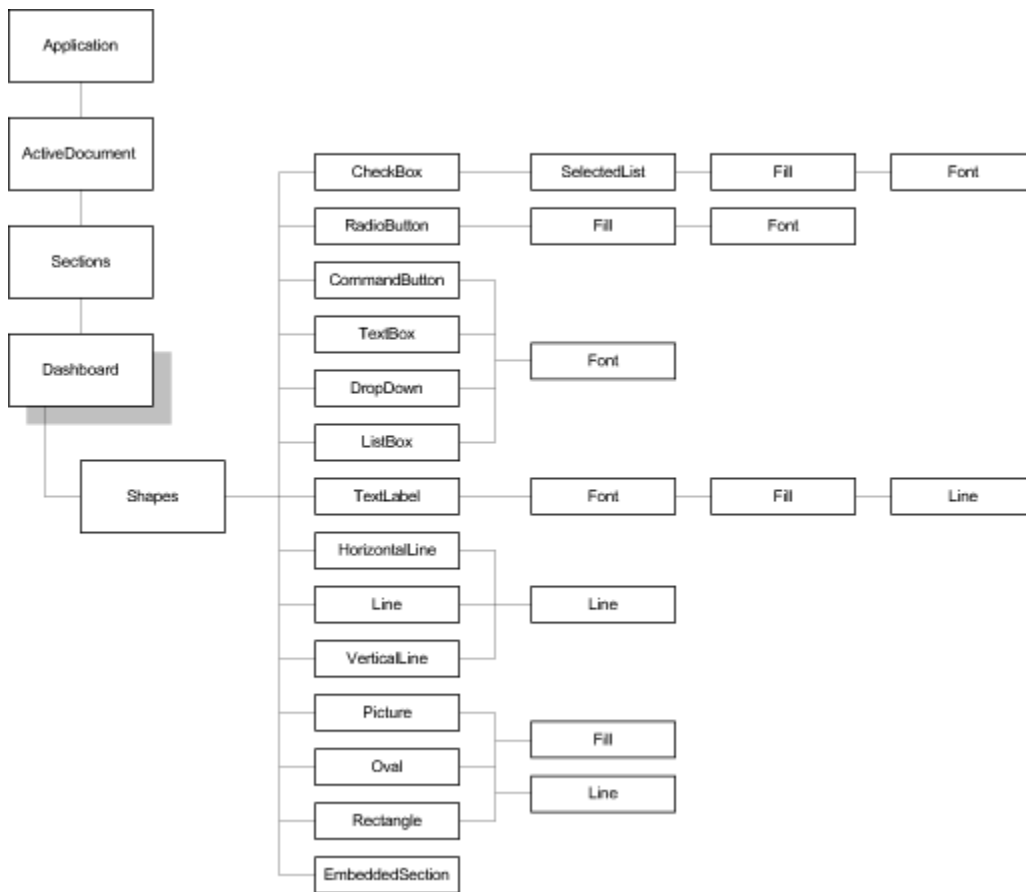 Application
ActiveDocument
Sections
Dashboard
Shapes
CheckBox
SelectedList
Fill
Font
RadioButton
Fill
Font
CommandButton
TextBox
DropDown
ListBox
Font
TextLabel
Font
Fill
Line
HorizontalLine
Line
VerticalLine
Line
Picture
Oval
Rectangle
Fill
Line
EmbeddedSection